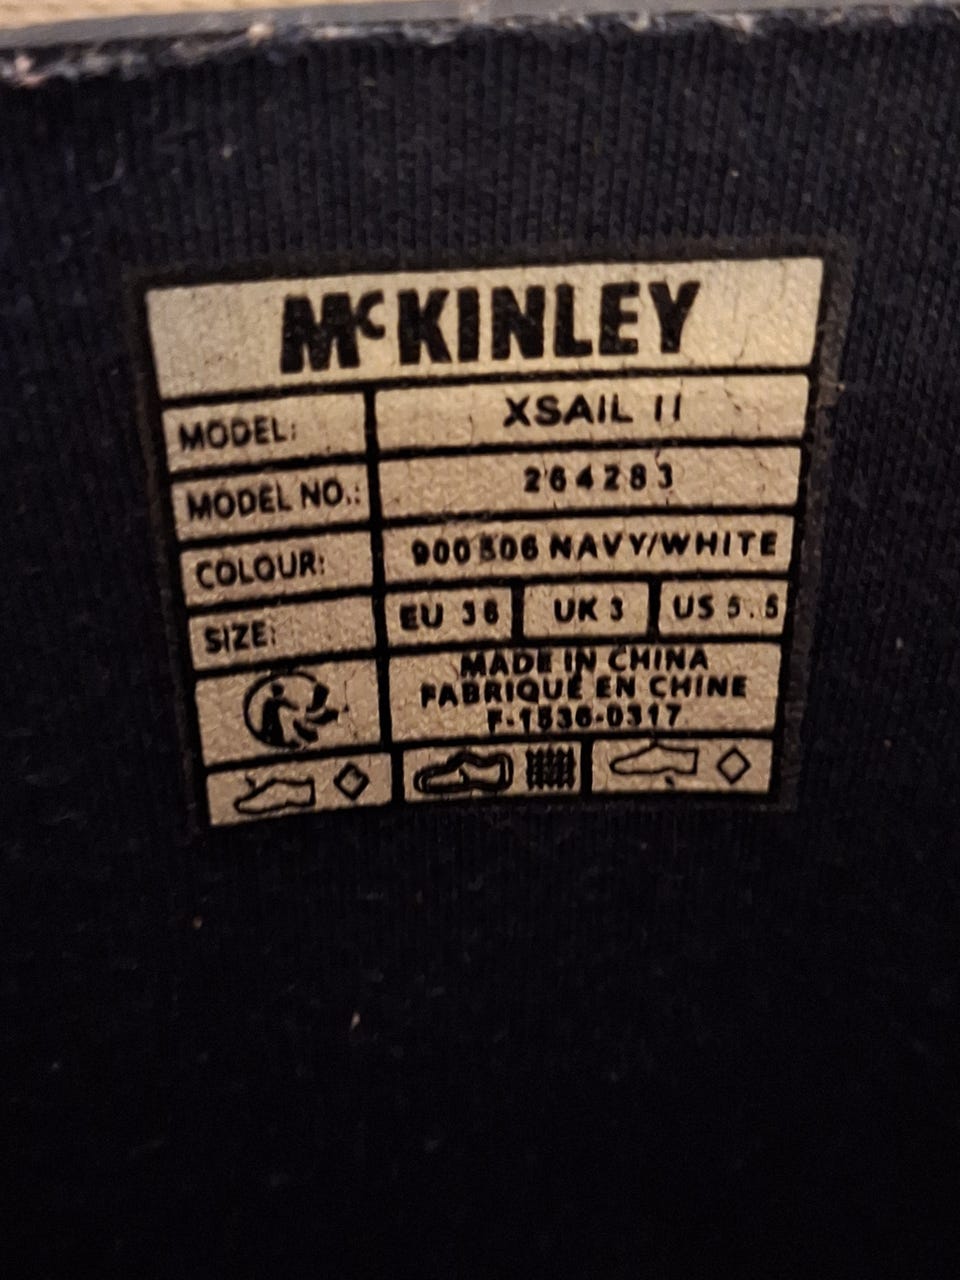 McKINLEY
MODEL: XSAIL II
MODEL NO.: 264283
COLOUR: 900506 NAVY/WHITE
SIZE: EU 36 UK 3 US 5.5
MADE IN CHINA
FABRIQUÉ EN CHINE
F-1536-0317